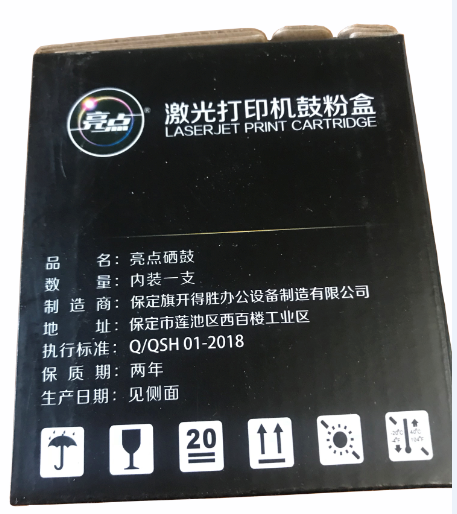 亮点®
激光打印机鼓粉盒
LASERJET PRINT CARTRIDGE
品 名：亮点硒鼓
数 量：内装一支
制 造 商：保定旗开得胜办公设备制造有限公司
地 址：保定市莲池区西百楼工业区
执行标准：Q/QSH 01-2018
保 质 期：两年
生产日期：见侧面
20